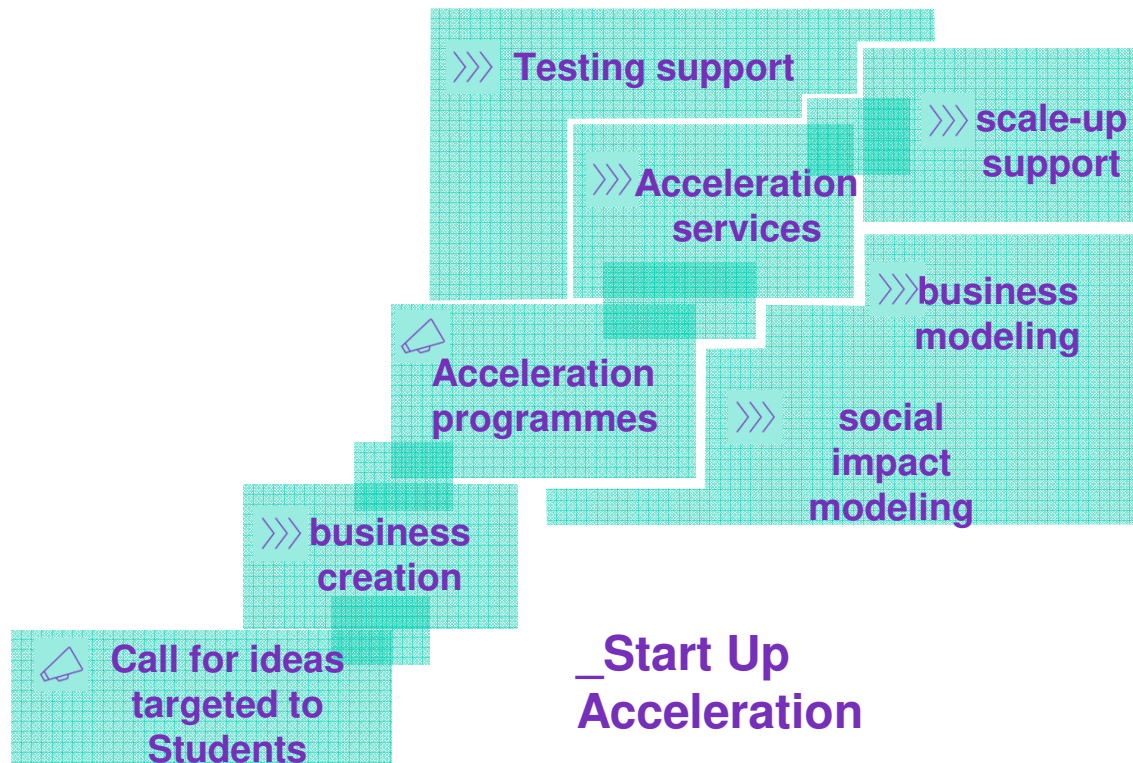 Testing support
scale-up
support
Acceleration
services
business
modeling
Acceleration
programmes
social
impact
modeling
business
creation
Call for ideas
targeted to
Students
_Start Up
Acceleration